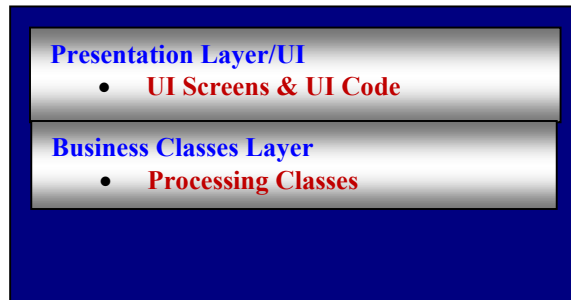 Presentation Layer/UI
• UI Screens & UI Code
Business Classes Layer
• Processing Classes